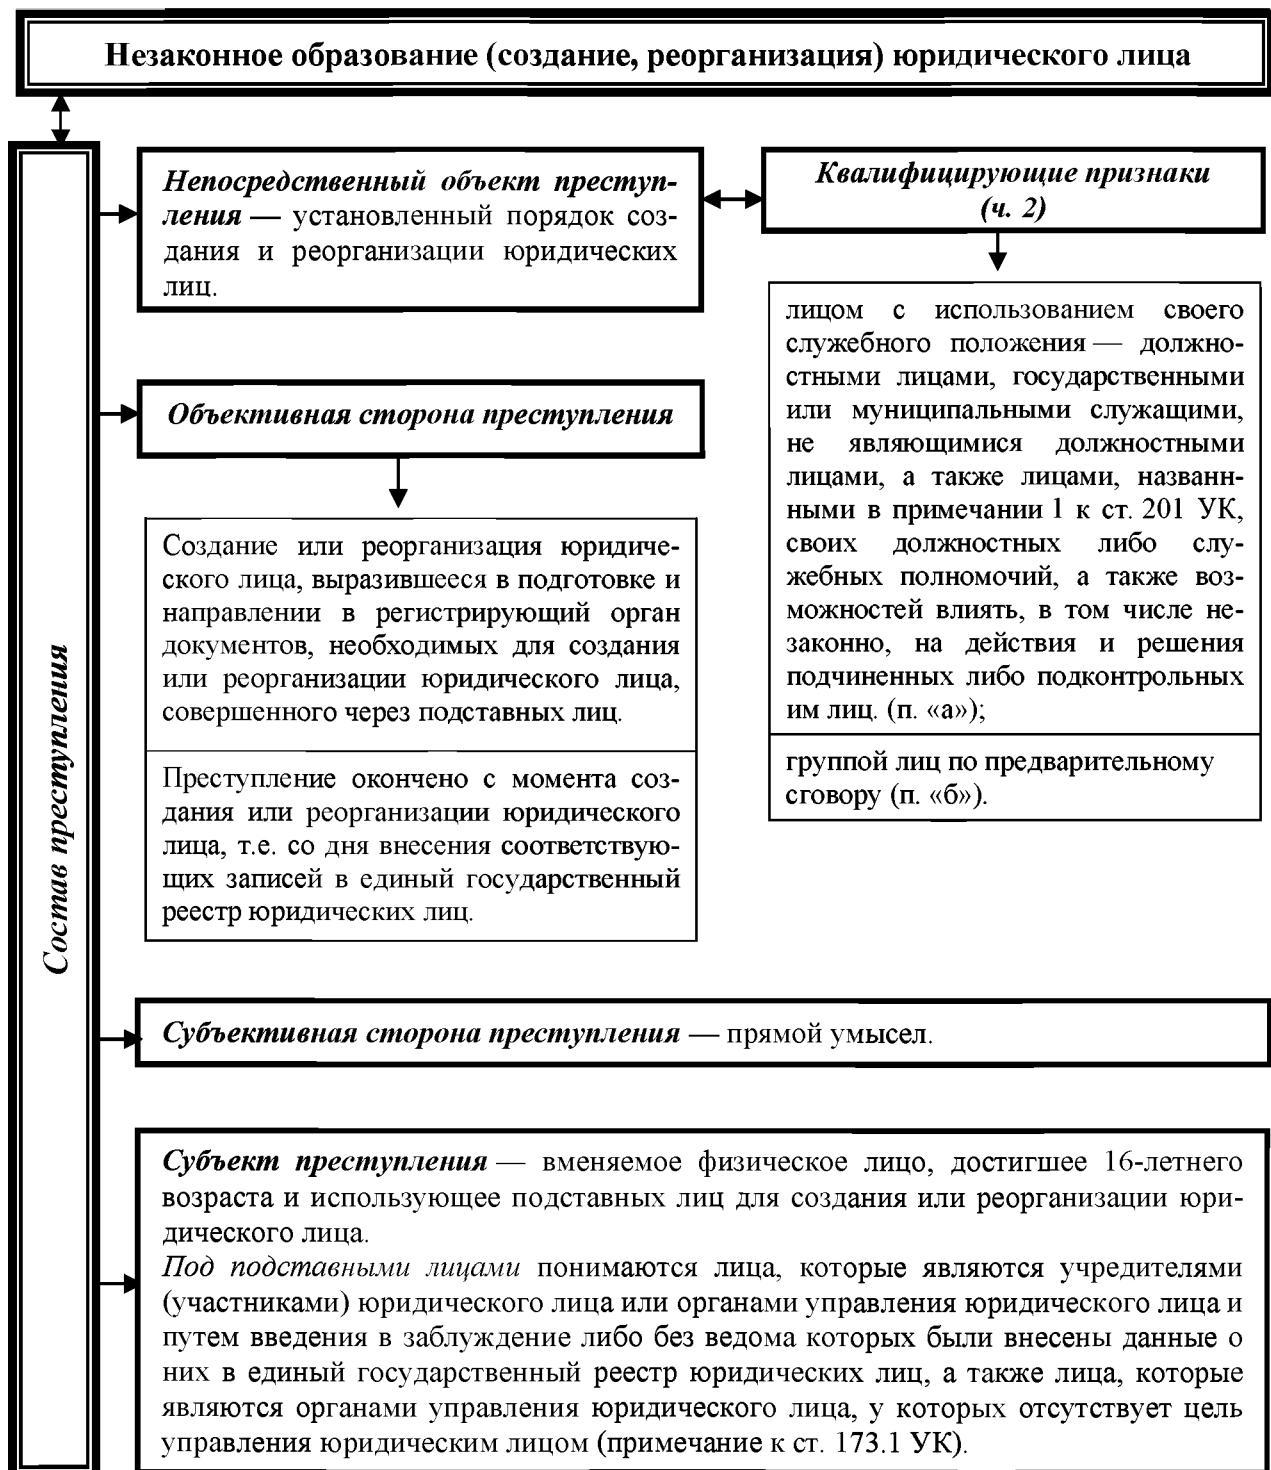 Незаконное образование (создание, реорганизация) юридического лица
Состав преступления
Непосредственный объект преступ-
ления — установленный порядок соз-
дания и реорганизации юридических
лиц.
Квалифицирующие признаки
(ч. 2)
лицом с использованием своего
служебного положения — должно-
стными лицами, государственными
или муниципальными служащими,
не являющимися должностными
лицами, а также лицами, названн-
ными в примечании 1 к ст. 201 УК,
своих должностных либо слу-
жебных полномочий, а также воз-
можностей влиять, в том числе не-
законно, на действия и решения
подчиненных либо подконтрольных
им лиц. (п. «а»);
группой лиц по предварительному
сговору (п. «б»).
Объективная сторона преступления
Создание или реорганизация юридиче-
ского лица, выразившееся в подготовке и
направлении в регистрирующий орган
документов, необходимых для создания
или реорганизации юридического лица,
совершенного через подставных лиц.
Преступление окончено с момента соз-
дания или реорганизации юридического
лица, т.е. со дня внесения соответствую-
щих записей в единый государственный
реестр юридических лиц.
Субъективная сторона преступления — прямой умысел.
Субъект преступления — вменяемое физическое лицо, достигшее 16-летнего
возраста и использующее подставных лиц для создания или реорганизации юри-
дического лица.
Под подставными лицами понимаются лица, которые являются учредителями
(участниками) юридического лица или органами управления юридического лица и
путем введения в заблуждение либо без ведома которых были внесены данные о
них в единый государственный реестр юридических лиц, а также лица, которые
являются органами управления юридического лица, у которых отсутствует цель
управления юридическим лицом (примечание к ст. 173.1 УК).